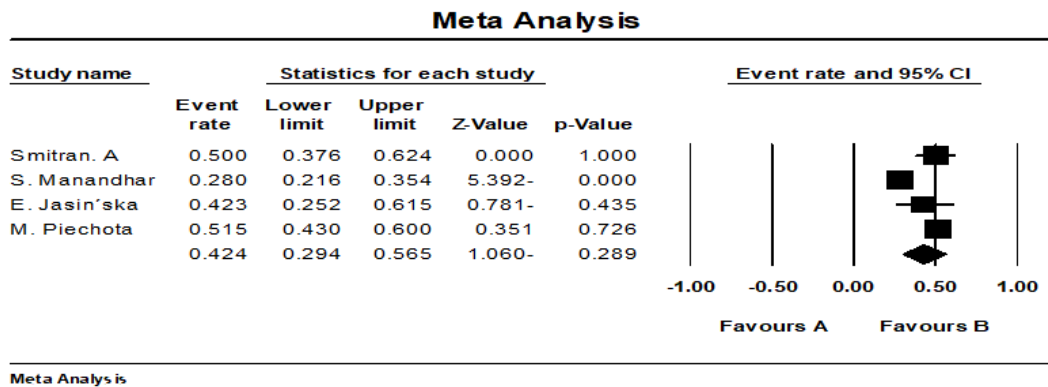 Meta Analysis
Study name Statistics for each study Event rate and 95% CI
Event rate Lower limit Upper limit Z-Value p-Value
Smitran. A 0.500 0.376 0.624 0.000 1.000
S. Manandhar 0.280 0.216 0.354 5.392- 0.000
E. Jasin′ska 0.423 0.252 0.615 0.781- 0.435
M. Piechota 0.515 0.430 0.600 0.351 0.726
0.424 0.294 0.565 1.060- 0.289
-1.00 -0.50 0.00 0.50 1.00
Favours A Favours B
Meta Analysis